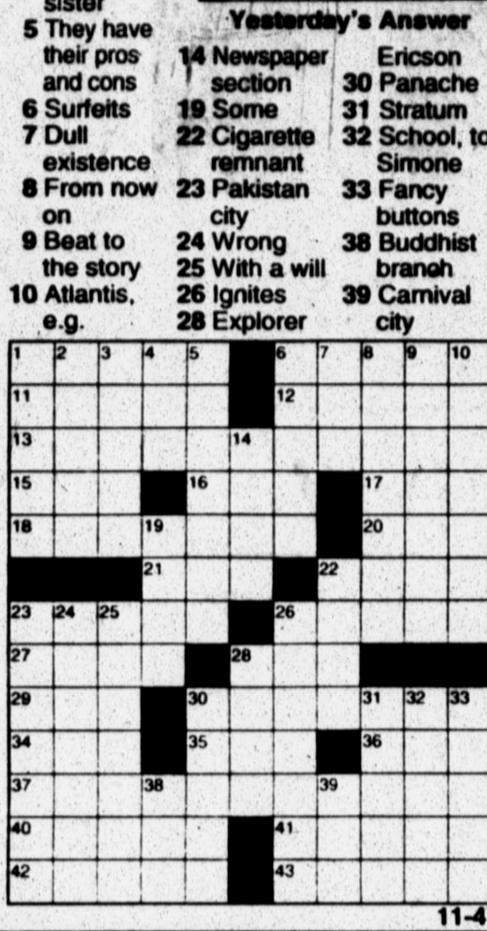 sister
5 They have
their pros
and cons
6 Surfeits
7 Dull
existence
8 From now
on
9 Beat to
the story
10 Atlantis,
e.g.
Yesterday's Answer
14 Newspaper
section
19 Some
22 Cigarette
remnant
23 Pakistan
city
24 Wrong
25 With a will
26 Ignites
28 Explorer
Ericson
30 Panache
31 Stratum
32 School, to
Simone
33 Fancy
buttons
38 Buddhist
branch
39 Carnival
city
1 2 3 4 5 6 7 8 9 10
11 12
13 14
15 16 17
18 19 20
21 22
23 24 25 26
27 28
29 30 31 32 33
34 35 36
37 38 39
40 41
42 43
11-4